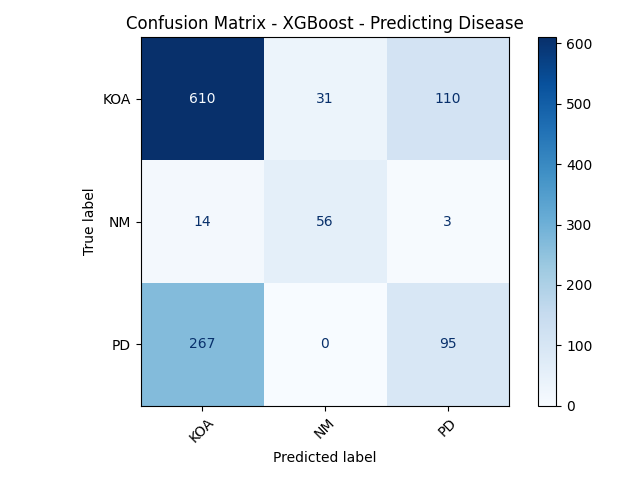 Confusion Matrix - XGBoost - Predicting Disease
True label
KOA
610
31
110
NM
14
56
3
PD
267
0
95
KOA
NM
PD
Predicted label
600
500
400
300
200
100
0